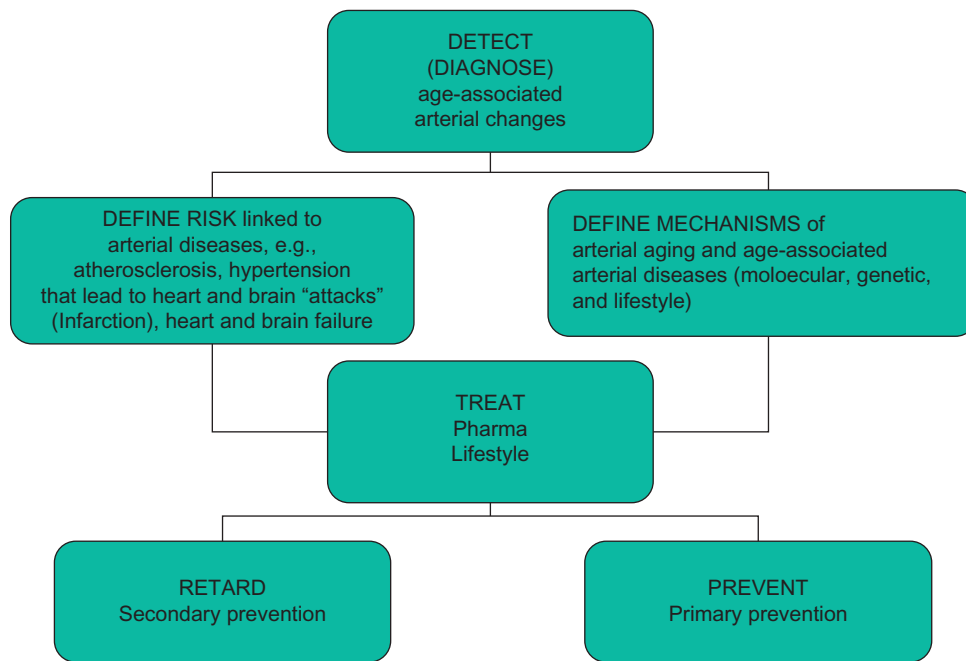 DETECT
(DIAGNOSE)
age-associated
arterial changes
DEFINE RISK linked to
arterial diseases, e.g.,
atherosclerosis, hypertension
that lead to heart and brain “attacks”
(Infarction), heart and brain failure
DEFINE MECHANISMS of
arterial aging and age-associated
arterial diseases (moloecular, genetic,
and lifestyle)
TREAT
Pharma
Lifestyle
RETARD
Secondary prevention
PREVENT
Primary prevention